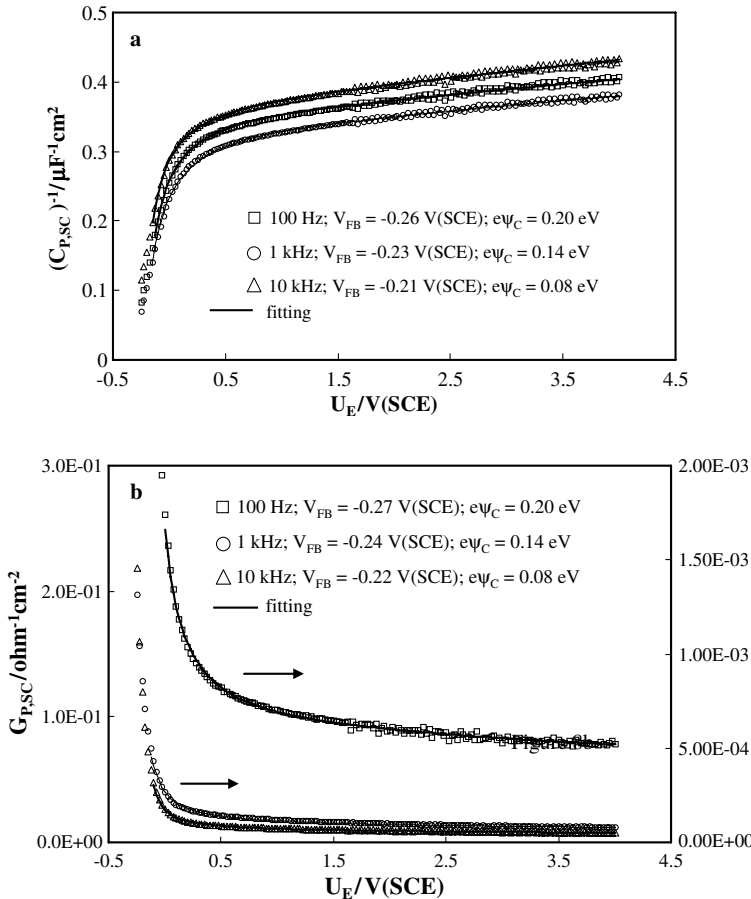 a
0.5
0.4
0.3
0.2
0.1
0
(C_P,SC)⁻¹/µF⁻¹cm²
□ 100 Hz; V_FB = -0.26 V(SCE); eψ_C = 0.20 eV
○ 1 kHz; V_FB = -0.23 V(SCE); eψ_C = 0.14 eV
△ 10 kHz; V_FB = -0.21 V(SCE); eψ_C = 0.08 eV
fitting
-0.5 0.5 1.5 2.5 3.5 4.5
U_E/V(SCE)
b
3.0E-01
2.0E-01
1.0E-01
0.0E+00
G_P,SC/ohm⁻¹cm⁻²
□ 100 Hz; V_FB = -0.27 V(SCE); eψ_C = 0.20 eV
○ 1 kHz; V_FB = -0.24 V(SCE); eψ_C = 0.14 eV
△ 10 kHz; V_FB = -0.22 V(SCE); eψ_C = 0.08 eV
fitting
2.00E-03
1.50E-03
1.00E-03
5.00E-04
0.00E+00
-0.5 0.5 1.5 2.5 3.5 4.5
U_E/V(SCE)